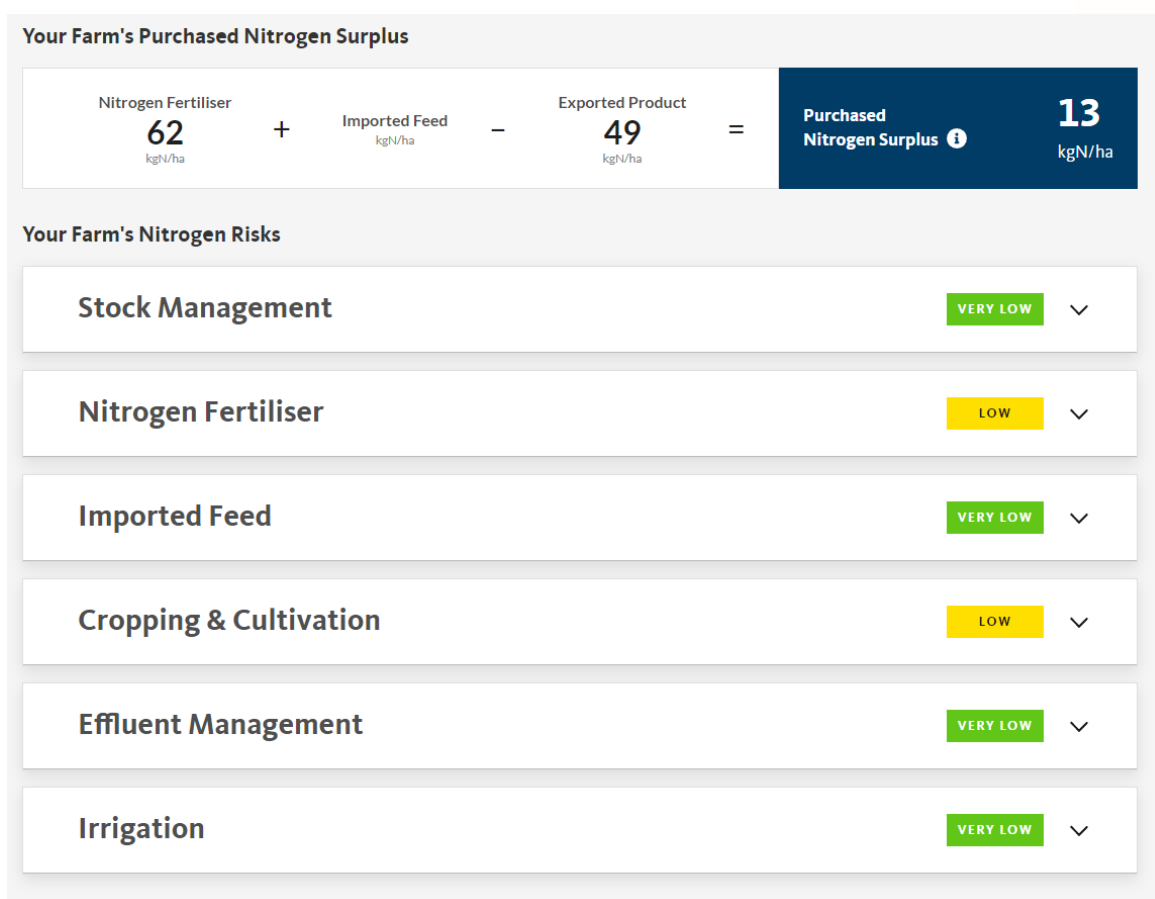 Your Farm's Purchased Nitrogen Surplus
Nitrogen Fertiliser
62
kgN/ha
+
Imported Feed
kgN/ha
–
Exported Product
49
kgN/ha
=
Purchased
Nitrogen Surplus
13
kgN/ha
Your Farm's Nitrogen Risks
Stock Management VERY LOW
Nitrogen Fertiliser LOW
Imported Feed VERY LOW
Cropping & Cultivation LOW
Effluent Management VERY LOW
Irrigation VERY LOW